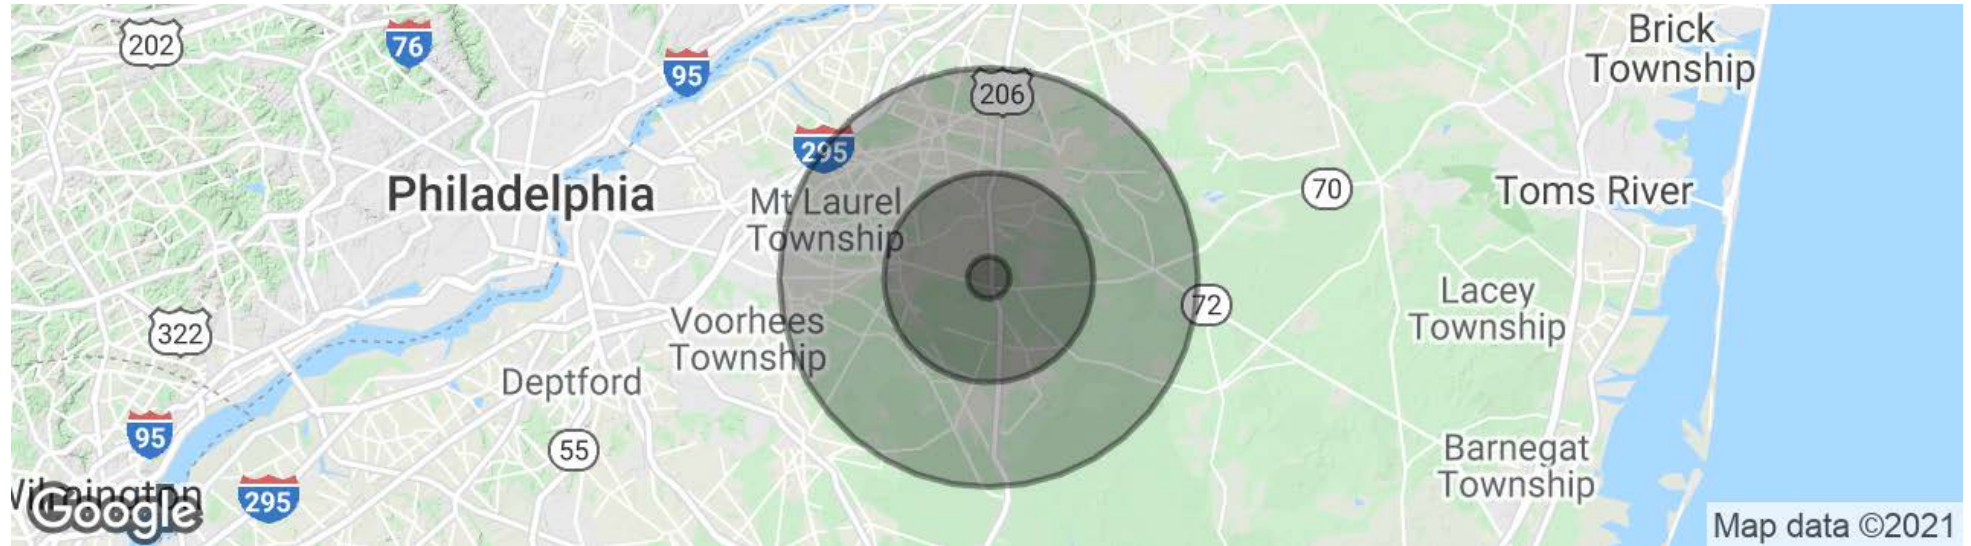 202
76
95
206
Brick
Township
295
Philadelphia
Mt Laurel
Township
70
Toms River
72
Lacey
Township
322
Voorhees
Township
Deptford
95
55
Barnegat
Township
295
Google
Map data ©2021